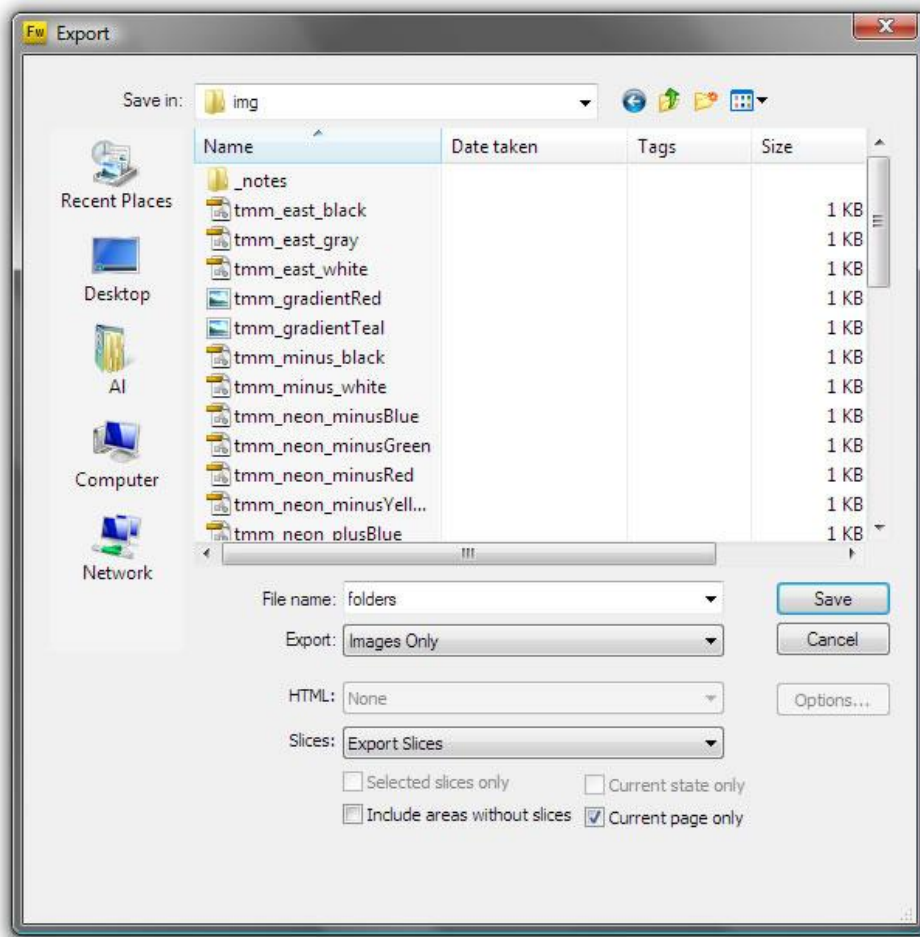 Fw Export
Save in: img
Name Date taken Tags Size
_notes
tmm_east_black 1 KB
tmm_east_gray 1 KB
tmm_east_white 1 KB
tmm_gradientRed 1 KB
tmm_gradientTeal 1 KB
tmm_minus_black 1 KB
tmm_minus_white 1 KB
tmm_neon_minusBlue 1 KB
tmm_neon_minusGreen 1 KB
tmm_neon_minusRed 1 KB
tmm_neon_minusYell... 1 KB
tmm_neon_plusBlue 1 KB
Recent Places
Desktop
AI
Computer
Network
File name: folders Save
Export: Images Only Cancel
HTML: None Options...
Slices: Export Slices
Selected slices only Current state only
Include areas without slices Current page only